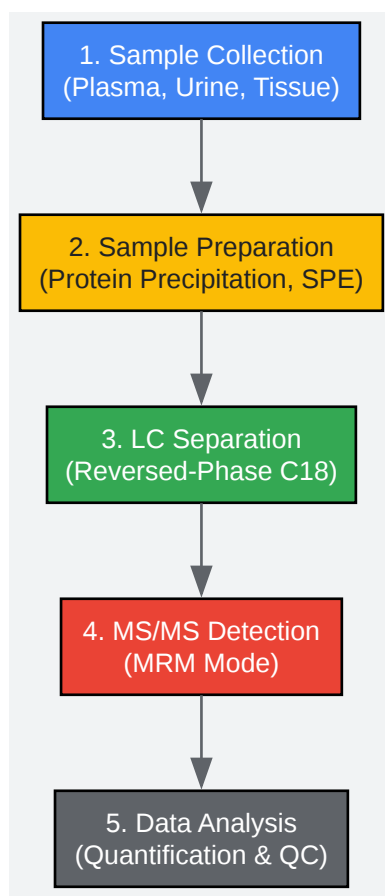 1. Sample Collection
(Plasma, Urine, Tissue)
2. Sample Preparation
(Protein Precipitation, SPE)
3. LC Separation
(Reversed-Phase C18)
4. MS/MS Detection
(MRM Mode)
5. Data Analysis
(Quantification & QC)